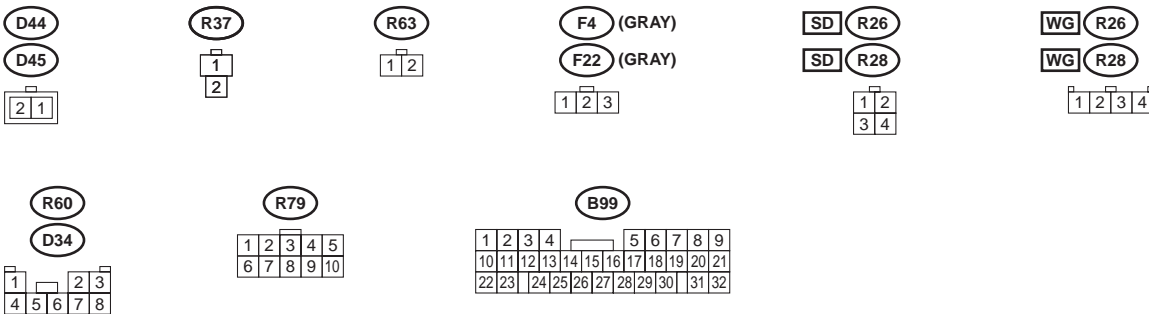 D44 R37 R63 F4 (GRAY) SD R26 WG R26
D45 F22 (GRAY) SD R28 WG R28
2 1
1
2
1 2
1 2 3
1 2
3 4
1 2 3 4
R60 R79 B99
D34
1 2 3
4 5 6 7 8
1 2 3 4 5
6 7 8 9 10
1 2 3 4 5 6 7 8 9
10 11 12 13 14 15 16 17 18 19 20 21
22 23 24 25 26 27 28 29 30 31 32